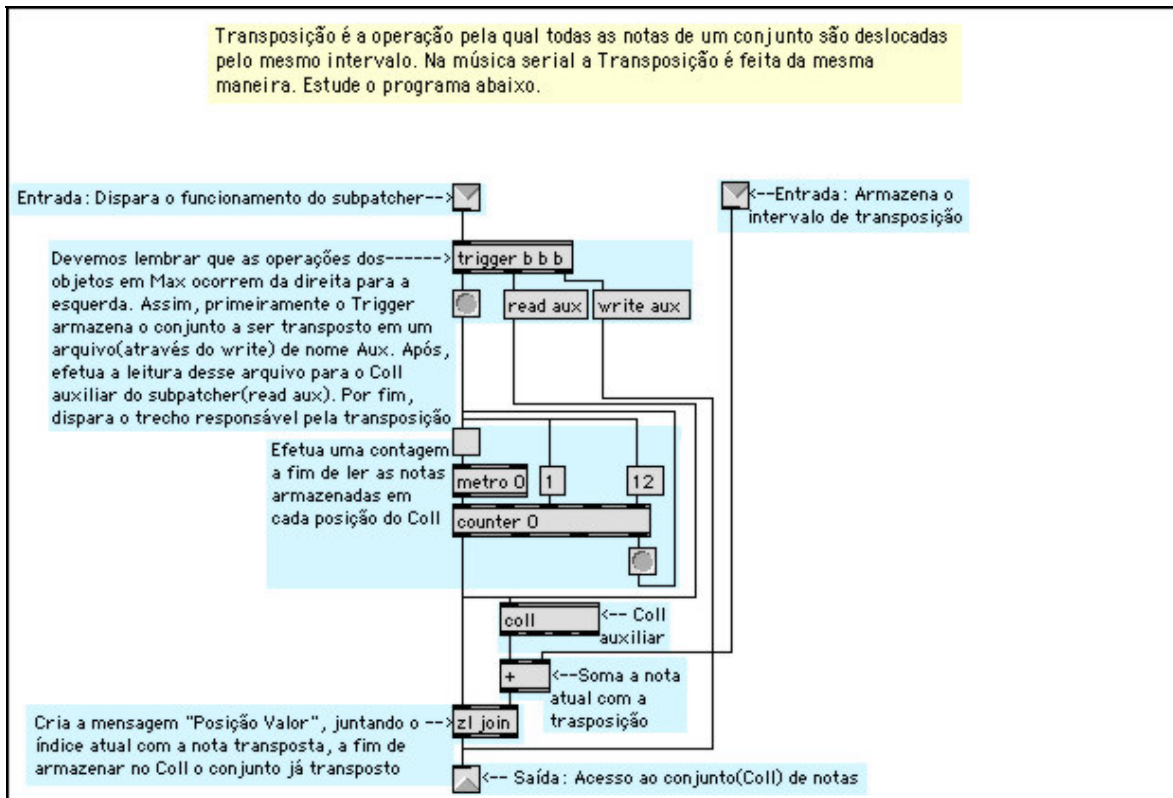 Transposição é a operação pela qual todas as notas de um conjunto são deslocadas
pelo mesmo intervalo. Na música serial a Transposição é feita da mesma
maneira. Estude o programa abaixo.
Entrada: Dispara o funcionamento do subpatcher-->
<--Entrada: Armazena o
intervalo de transposição
Devemos lembrar que as operações dos------>
objetos em Max ocorrem da direita para a
esquerda. Assim, primeiramente o Trigger
armazena o conjunto a ser transposto em um
arquivo(através do write) de nome Aux. Após,
efetua a leitura desse arquivo para o Coll
auxiliar do subpatcher(read aux). Por fim,
dispara o trecho responsável pela transposição
trigger b b b
read aux
write aux
Efetua uma contagem
a fim de ler as notas
armazenadas em
cada posição do Coll
metro 0
1
12
counter 0
coll
<-- Coll
auxiliar
+
<--Soma a nota
atual com a
trasposição
Cria a mensagem "Posição Valor", juntando o -->
índice atual com a nota transposta, a fim de
armazenar no Coll o conjunto já transposto
zl join
<-- Saída: Acesso ao conjunto(Coll) de notas